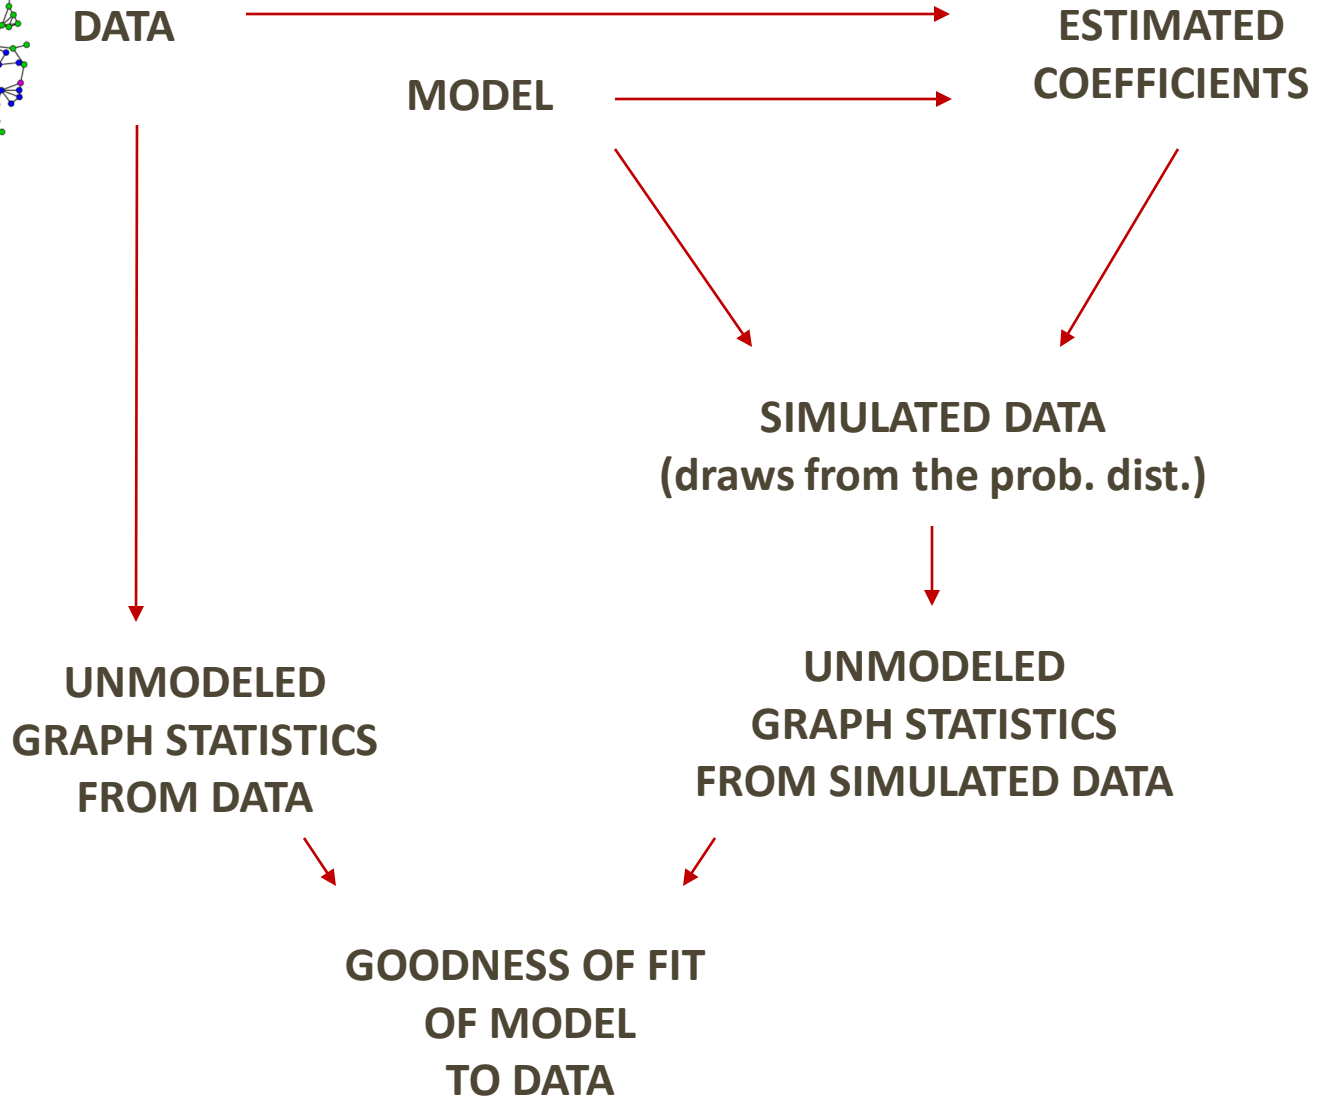 DATA
ESTIMATED
COEFFICIENTS
MODEL
SIMULATED DATA
(draws from the prob. dist.)
UNMODELED
GRAPH STATISTICS
FROM DATA
UNMODELED
GRAPH STATISTICS
FROM SIMULATED DATA
GOODNESS OF FIT
OF MODEL
TO DATA